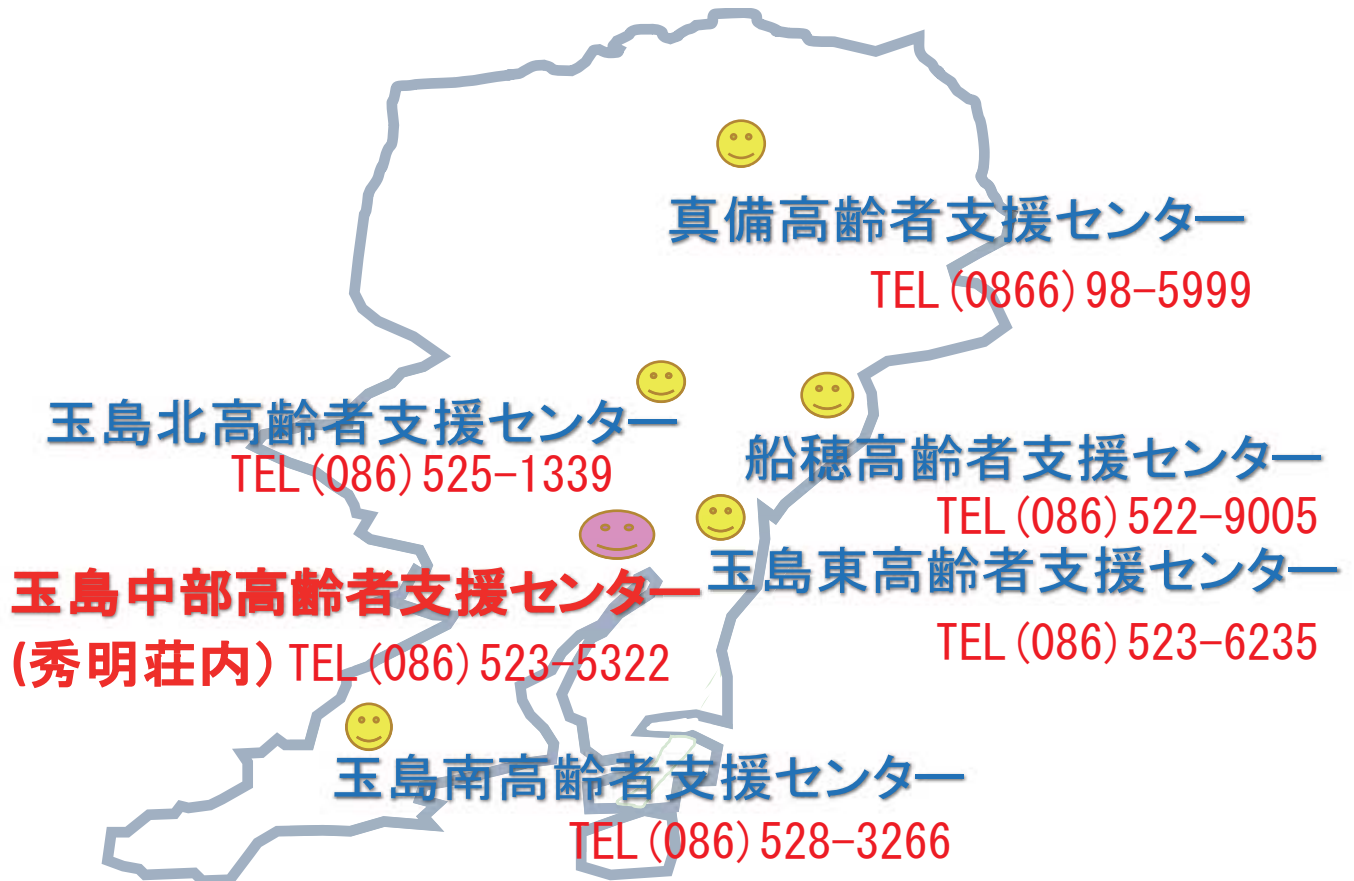 真備高齢者支援センター
TEL(0866)98-5999
玉島北高齢者支援センター
TEL(086)525-1339
船穂高齢者支援センター
TEL(086)522-9005
玉島東高齢者支援センター
TEL(086)523-6235
玉島中部高齢者支援センター
(秀明荘内)TEL(086)523-5322
玉島南高齢者支援センター
TEL(086)528-3266